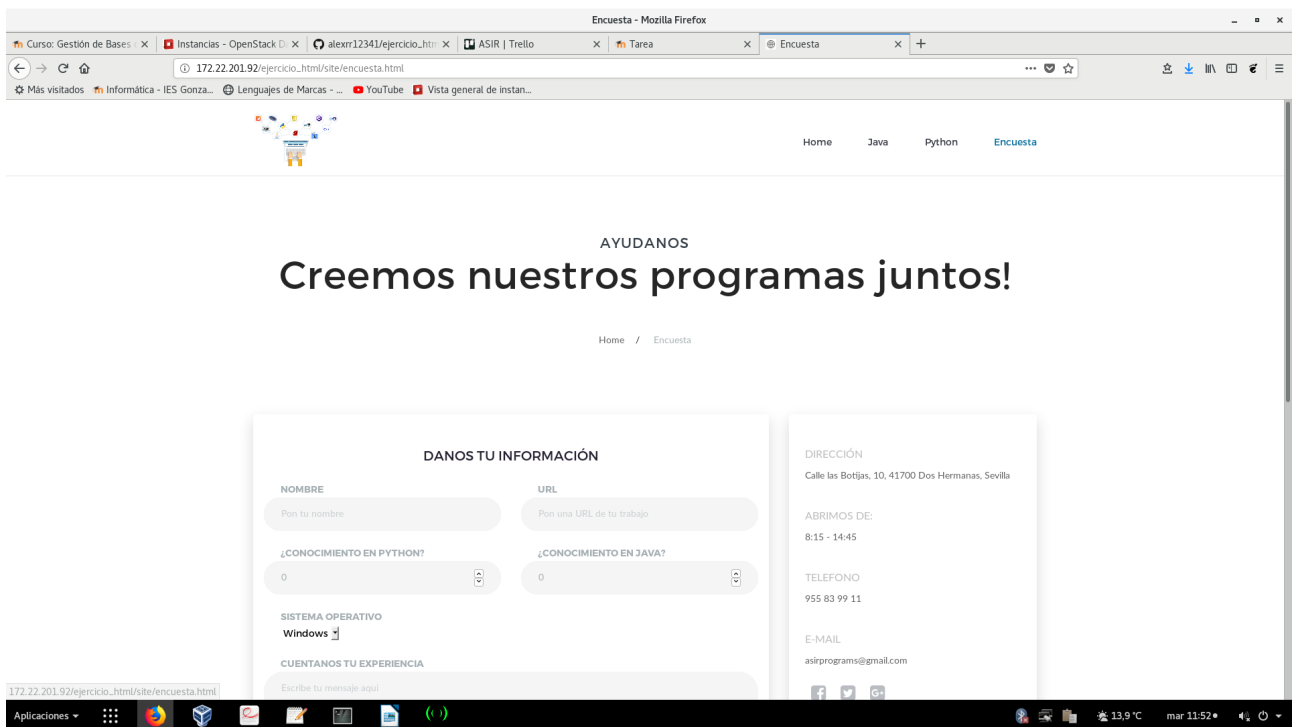 Encuesta - Mozilla Firefox
Curso: Gestión de Bases
Instancias - OpenStack D
alexrr12341/ejercicio_htm
ASIR | Trello
Tarea
Encuesta
172.22.201.92/ejercicio_html/site/encuesta.html
Más visitados
Informática - IES Gonza...
Lenguajes de Marcas - ...
YouTube
Vista general de instan...
Home
Java
Python
Encuesta
AYUDANOS
Creemos nuestros programas juntos!
Home / Encuesta
DANOS TU INFORMACIÓN
NOMBRE
URL
Pon tu nombre
Pon una URL de tu trabajo
¿CONOCIMIENTO EN PYTHON?
¿CONOCIMIENTO EN JAVA?
0
0
SISTEMA OPERATIVO
Windows
CUENTANOS TU EXPERIENCIA
Escribe tu mensaje aqui
DIRECCIÓN
Calle las Botijas, 10, 41700 Dos Hermanas, Sevilla
ABRIMOS DE:
8:15 - 14:45
TELEFONO
955 83 99 11
E-MAIL
asirprograms@gmail.com
172.22.201.92/ejercicio_html/site/encuesta.html
Aplicaciones
13,9 °C
mar 11:52